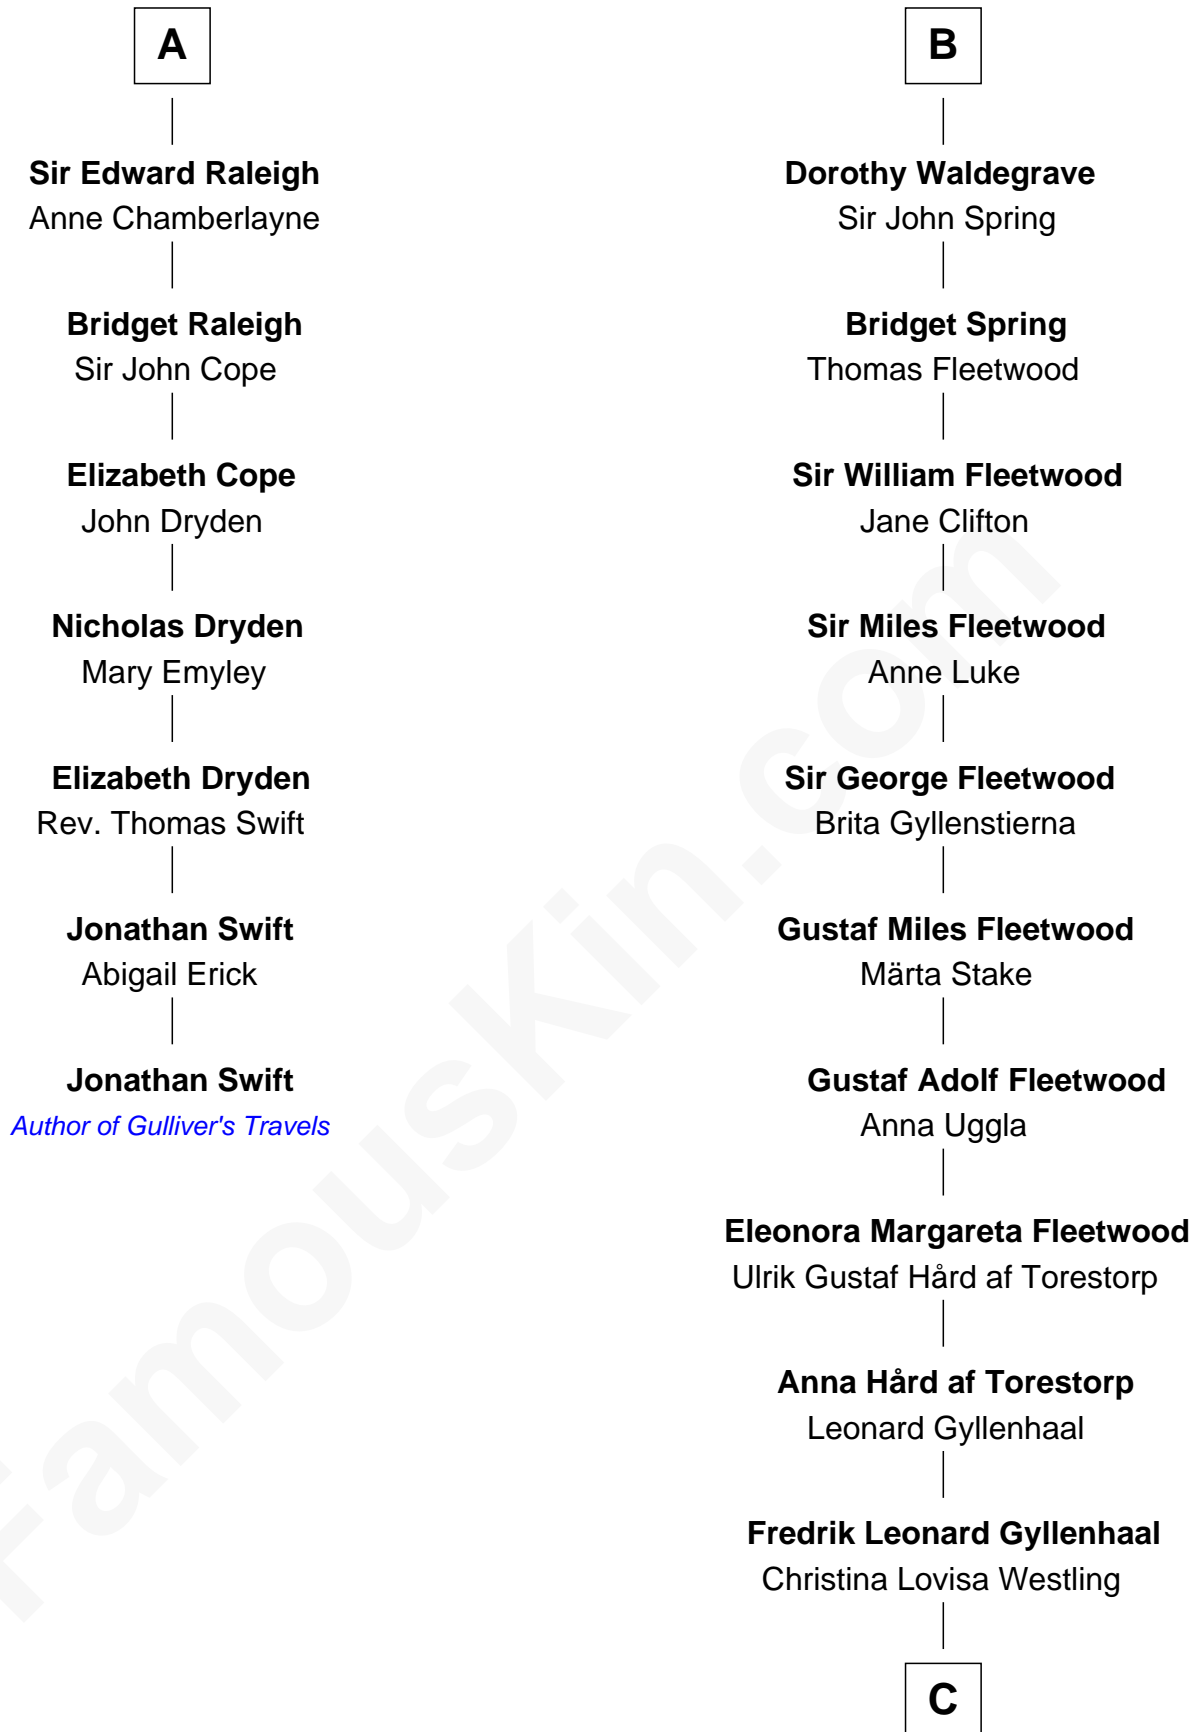 A
Sir Edward Raleigh
Anne Chamberlayne
Bridget Raleigh
Sir John Cope
Elizabeth Cope
John Dryden
Nicholas Dryden
Mary Emyley
Elizabeth Dryden
Rev. Thomas Swift
Jonathan Swift
Abigail Erick
Jonathan Swift
Author of Gulliver's Travels
B
Dorothy Waldegrave
Sir John Spring
Bridget Spring
Thomas Fleetwood
Sir William Fleetwood
Jane Clifton
Sir Miles Fleetwood
Anne Luke
Sir George Fleetwood
Brita Gyllenstierna
Gustaf Miles Fleetwood
Märta Stake
Gustaf Adolf Fleetwood
Anna Uggla
Eleonora Margareta Fleetwood
Ulrik Gustaf Hård af Torestorp
Anna Hård af Torestorp
Leonard Gyllenhaal
Fredrik Leonard Gyllenhaal
Christina Lovisa Westling
C
FamousKin.com